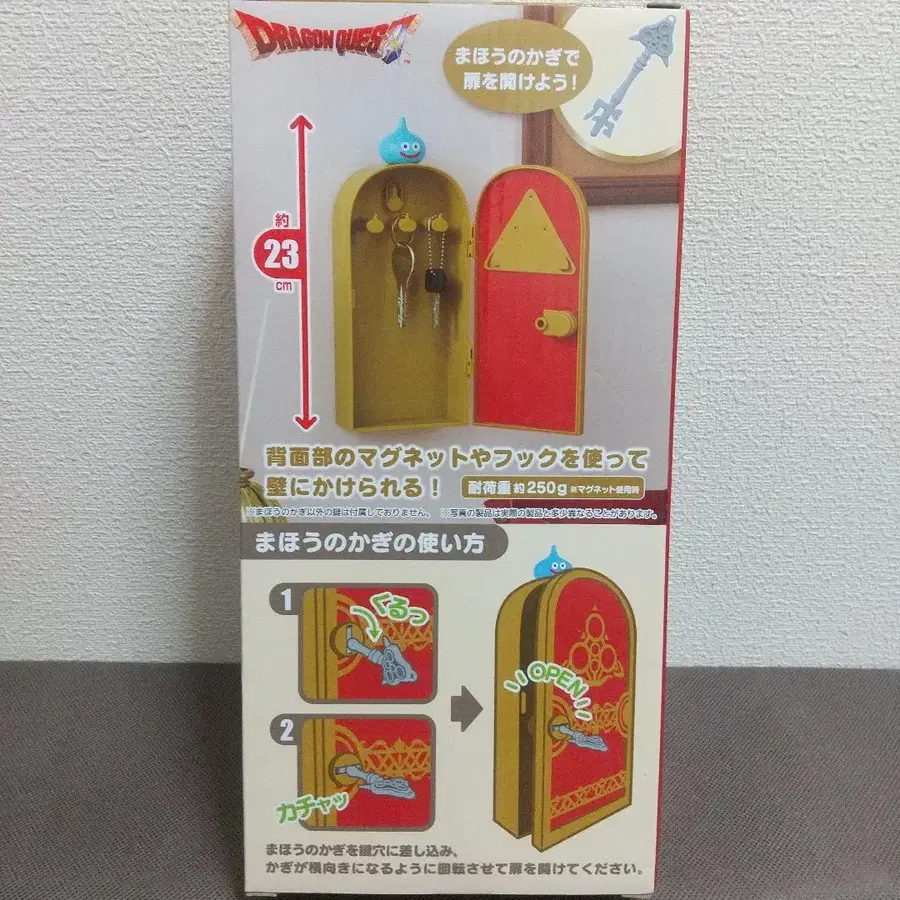 DRAGON QUEST
TM
まほうのかぎで
扉を開けよう！
約
23
cm
背面部のマグネットやフックを使って
壁にかけられる！ 耐荷重 約250g ※マグネット使用時
※まほうのかぎ以外の鍵は付属しておりません。 ※写真の製品は実際の製品と多少異なることがあります。
まほうのかぎの使い方
1
くるっ
OPEN
2
カチャッ
まほうのかぎを鍵穴に差し込み、
かぎが横向きになるように回転させて扉を開けてください。